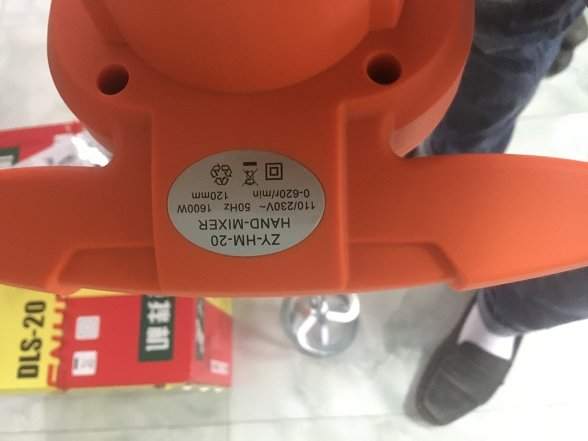 ZY-HM-20
HAND-MIXER
110/230V~ 50Hz 1600W
0-620r/min 120mm
DLS-20